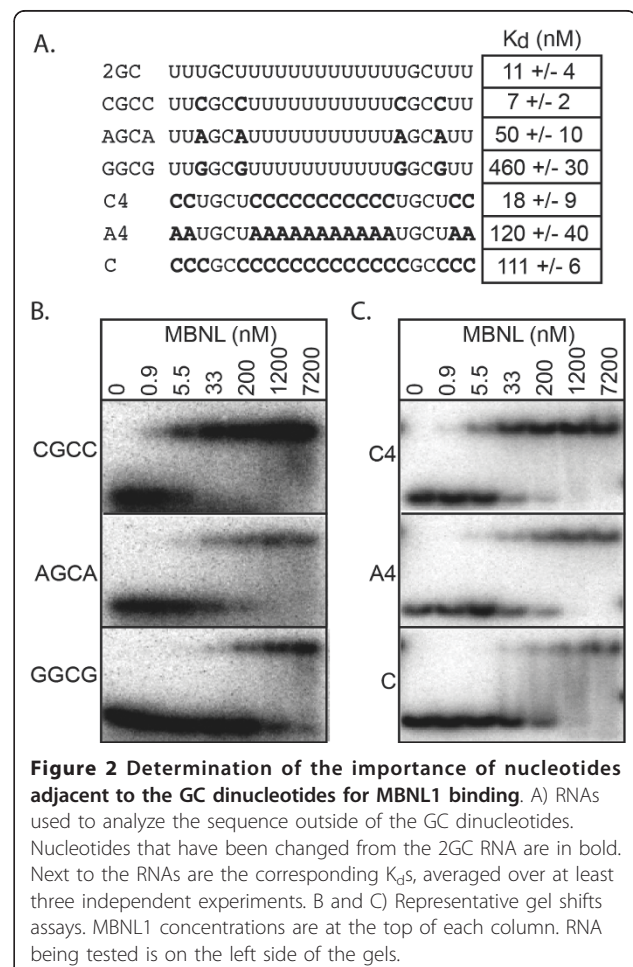 A.
Kd (nM)
2GC UUUGCUUUUUUUUUUUUUGCUUU 11 +/- 4
CGCC UUCGCCUUUUUUUUUUUCGCCUU 7 +/- 2
AGCA UUAGCAUUUUUUUUUUUAGCAUU 50 +/- 10
GGCG UUGGCGUUUUUUUUUUUGGCGUU 460 +/- 30
C4 CCUGCUCCCCCCCCCCCUGCUCC 18 +/- 9
A4 AAUGCUAAAAAAAAAAAUGCUAA 120 +/- 40
C CCCGCCCCCCCCCCCCCCGCCCC 111 +/- 6
B.
MBNL (nM)
0 0.9 5.5 33 200 1200 7200
CGCC
AGCA
GGCG
C.
MBNL (nM)
0 0.9 5.5 33 200 1200 7200
C4
A4
C
Figure 2 Determination of the importance of nucleotides
adjacent to the GC dinucleotides for MBNL1 binding. A) RNAs
used to analyze the sequence outside of the GC dinucleotides.
Nucleotides that have been changed from the 2GC RNA are in bold.
Next to the RNAs are the corresponding Kds, averaged over at least
three independent experiments. B and C) Representative gel shifts
assays. MBNL1 concentrations are at the top of each column. RNA
being tested is on the left side of the gels.